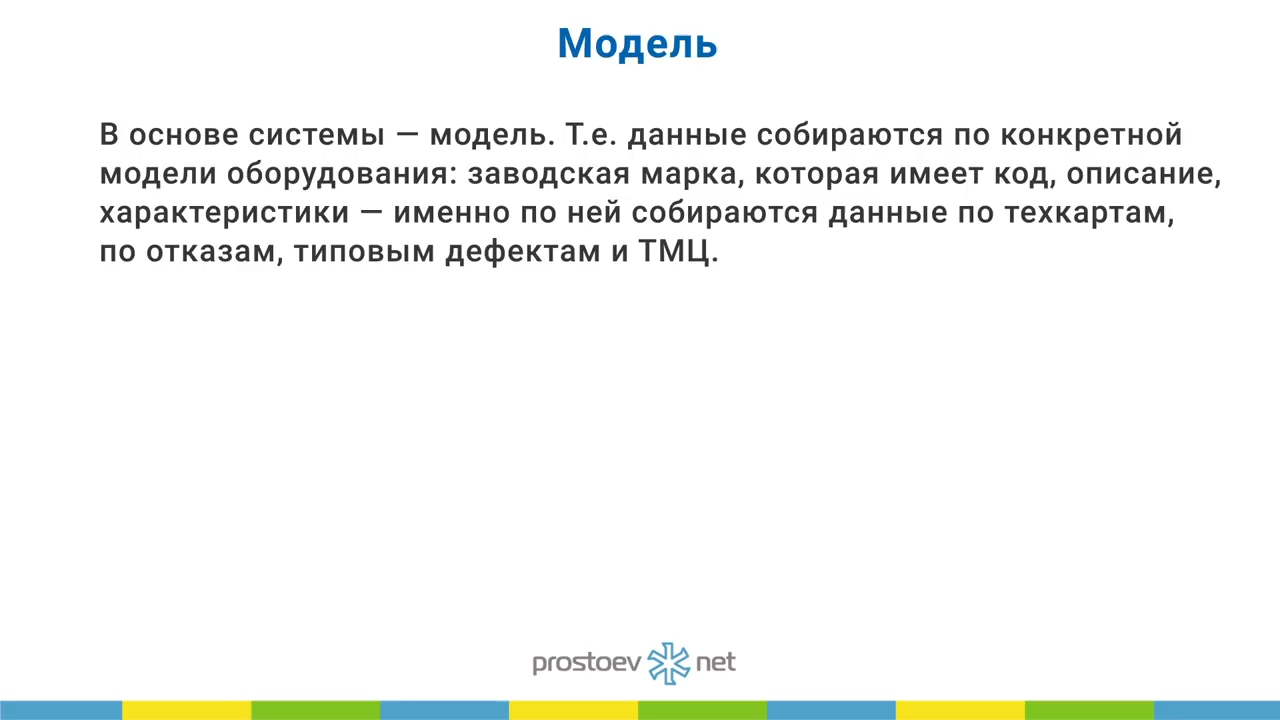 Модель
В основе системы — модель. Т.е. данные собираются по конкретной
модели оборудования: заводская марка, которая имеет код, описание,
характеристики — именно по ней собираются данные по техкартам,
по отказам, типовым дефектам и ТМЦ.
prostoev net